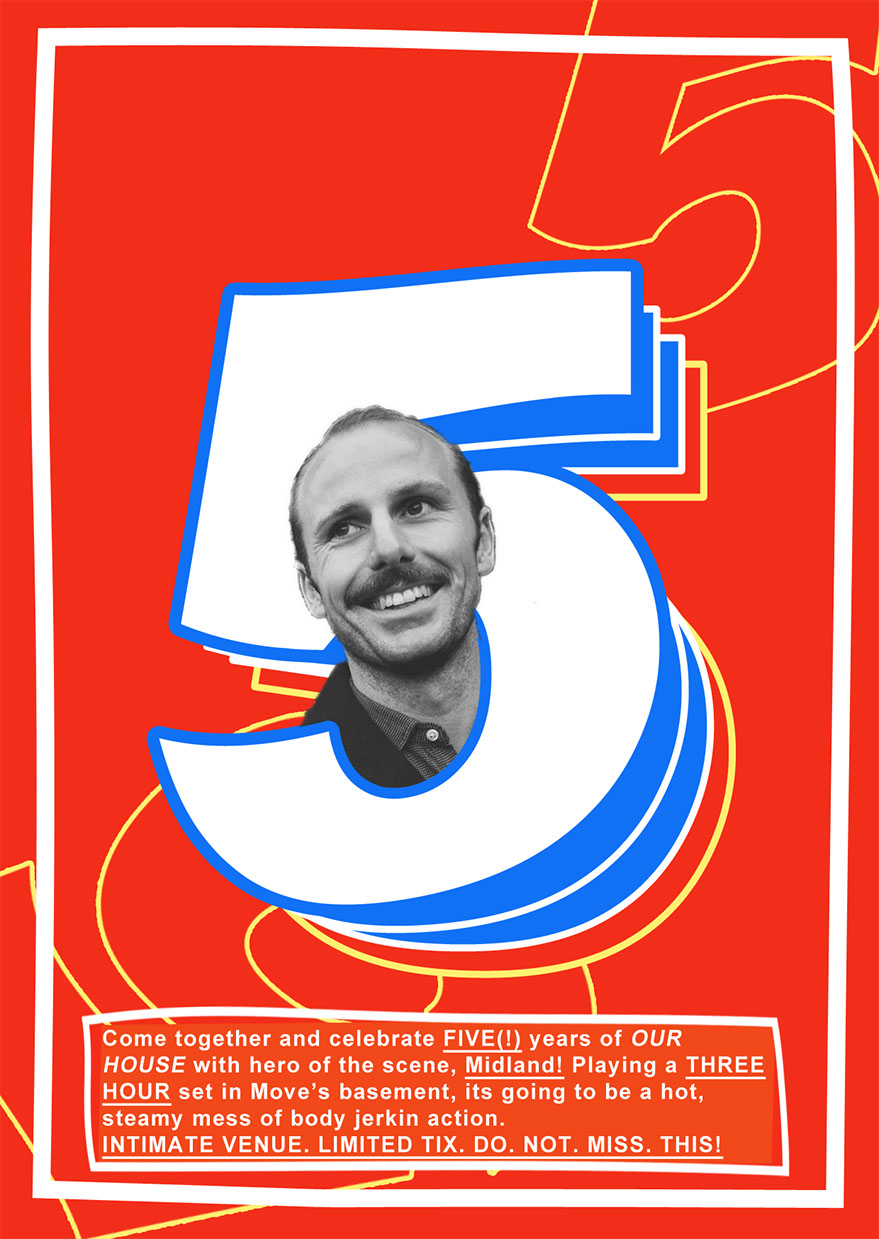 5
5
Come together and celebrate FIVE(!) years of OUR
HOUSE with hero of the scene, Midland! Playing a THREE
HOUR set in Move’s basement, its going to be a hot,
steamy mess of body jerkin action.
INTIMATE VENUE. LIMITED TIX. DO. NOT. MISS. THIS!